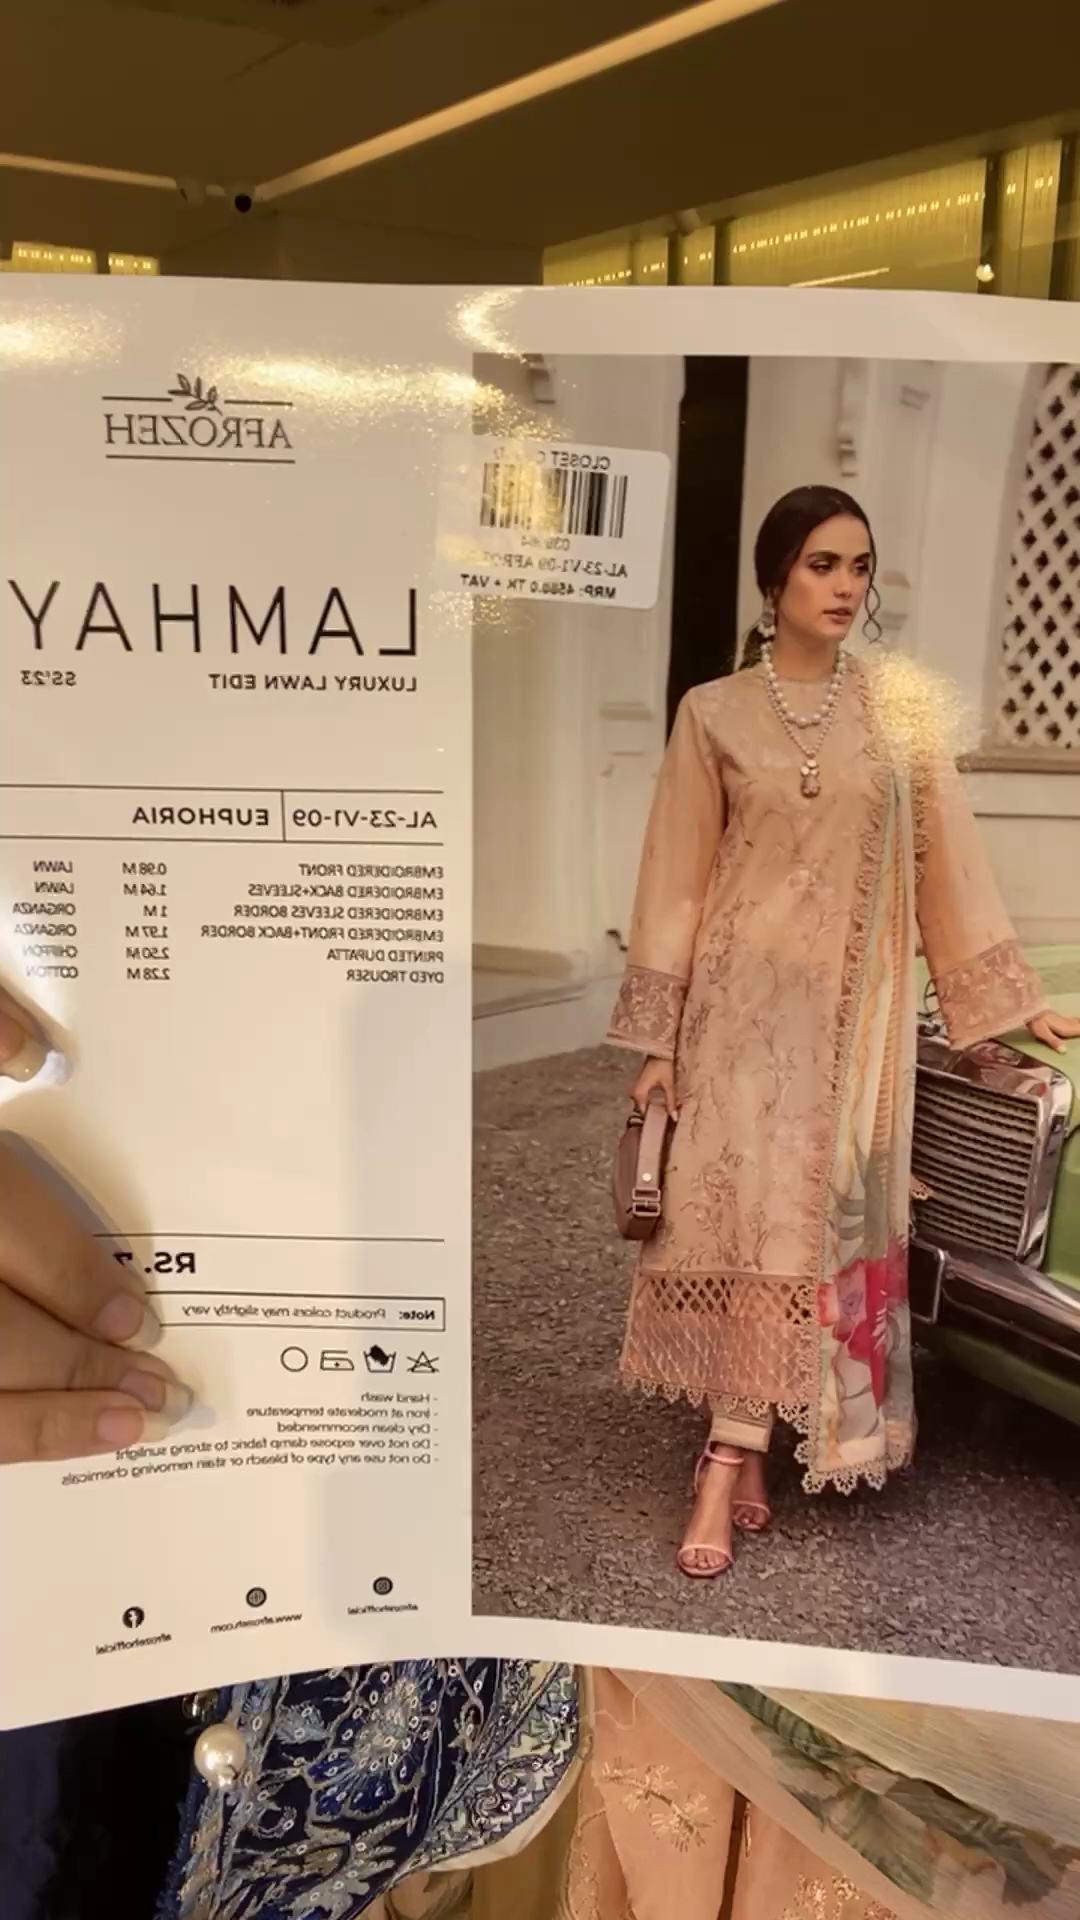 AFROZEH
CLOSET
AL-23-V1-09
MRP: 4580.0 TK + VAT
LAMHAY
LUXURY LAWN EDIT SS'23
AL-23-V1-09 EUPHORIA
EMBROIDERED FRONT 0.98 M LAWN
EMBROIDERED BACK+SLEEVES 1.64 M LAWN
EMBROIDERED SLEEVES BORDER 1 M ORGANZA
EMBROIDERED FRONT+BACK BORDER 1.97 M ORGANZA
PRINTED DUPATTA 2.50 M CHIFFON
DYED TROUSER 2.28 M COTTON
RS.
Note: Product colors may slightly vary
- Hand wash
- Iron at moderate temperature
- Dry clean recommended
- Do not over expose damp fabric to strong sunlight
- Do not use any type of bleach or stain removing chemicals
afrozehofficial
www.afrozeh.com
afrozehofficial